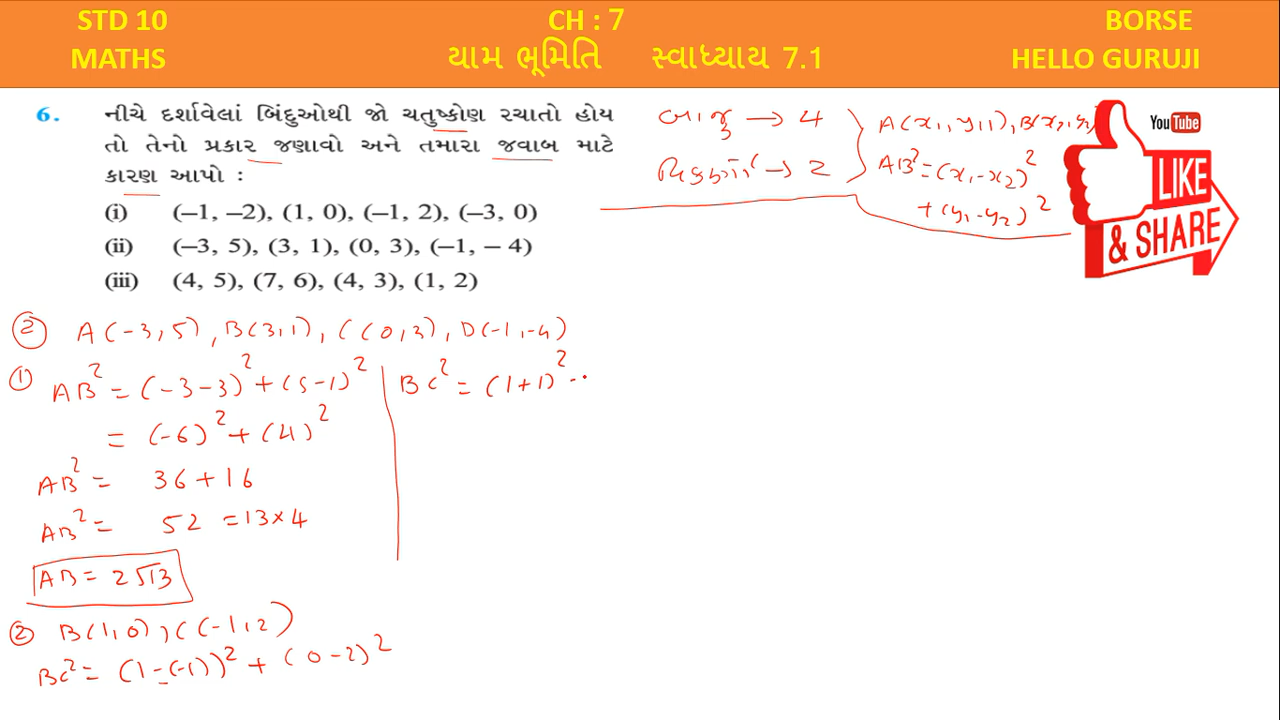 STD 10 CH : 7 BORSE
MATHS યામ ભૂમિતિ સ્વાધ્યાય 7.1 HELLO GURUJI
6. નીચે દર્શાવેલાં બિંદુઓથી જો ચતુષ્કોણ રચાતો હોય
તો તેનો પ્રકાર જણાવો અને તમારા જવાબ માટે
કારણ આપો :
(i) (–1, –2), (1, 0), (–1, 2), (–3, 0)
(ii) (–3, 5), (3, 1), (0, 3), (–1, – 4)
(iii) (4, 5), (7, 6), (4, 3), (1, 2)
બાજુ → 4
વિકર્ણ → 2
A(x₁, y₁), B(x₂, y₂)
AB² = (x₁-x₂)²
+ (y₁-y₂)²
YouTube
LIKE
& SHARE
② A(-3,5), B(3,1), C(0,3), D(-1,-4)
① AB² = (-3-3)² + (5-1)²
= (-6)² + (4)²
AB² = 36+16
AB² = 52 = 13×4
AB = 2√13
② B(1,0), C(-1,2)
BC² = (1-(-1))² + (0-2)²
BC² = (1+1)²